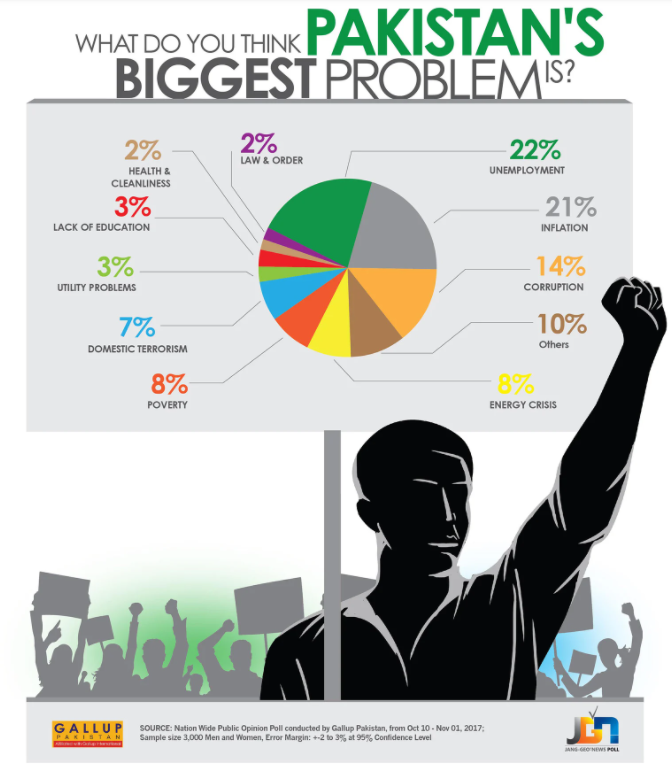 WHAT DO YOU THINK PAKISTAN'S
BIGGEST PROBLEM IS?
2%
HEALTH &
CLEANLINESS
2%
LAW & ORDER
22%
UNEMPLOYMENT
3%
LACK OF EDUCATION
21%
INFLATION
3%
UTILITY PROBLEMS
14%
CORRUPTION
7%
DOMESTIC TERRORISM
10%
Others
8%
POVERTY
8%
ENERGY CRISIS
GALLUP
PAKISTAN
SOURCE: Nation Wide Public Opinion Poll conducted by Gallup Pakistan, from Oct 10 - Nov 01, 2017;
Sample size 3,000 Men and Women, Error Margin: +-2 to 3% at 95% Confidence Level
JANG-GEO NEWS POLL